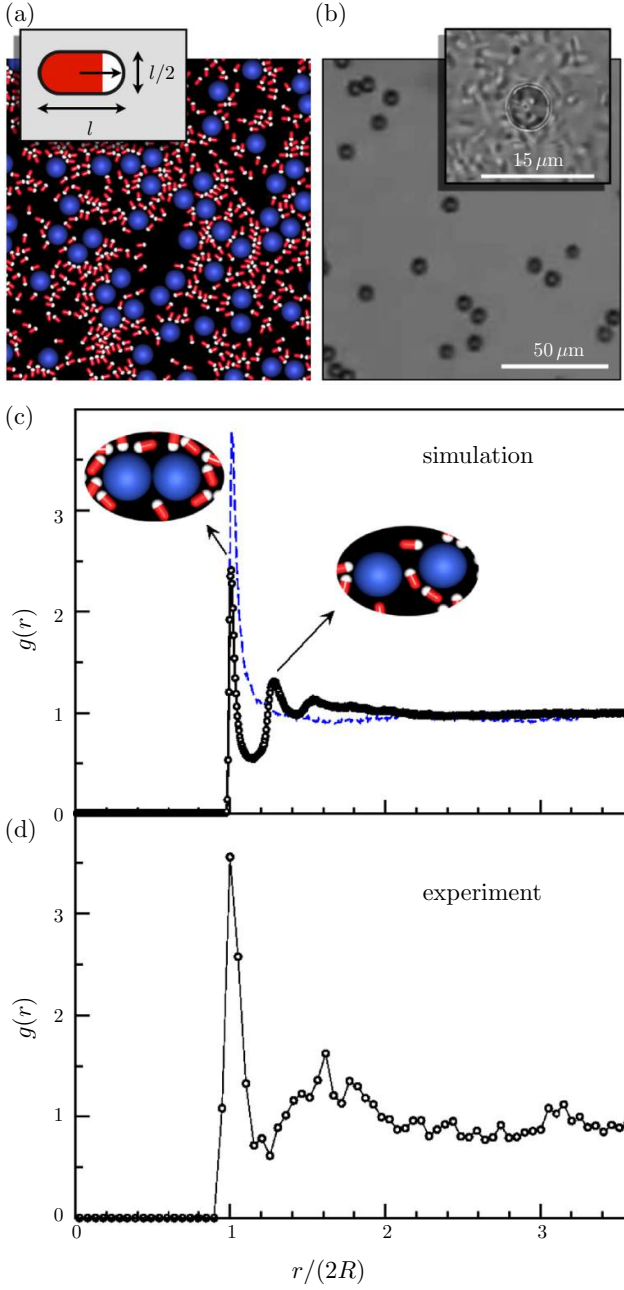 (a)
(b)
l/2
l
15 μm
50 μm
(c)
simulation
3
2
1
0
g(r)
(d)
experiment
3
2
1
0
g(r)
0
1
2
3
r/(2R)